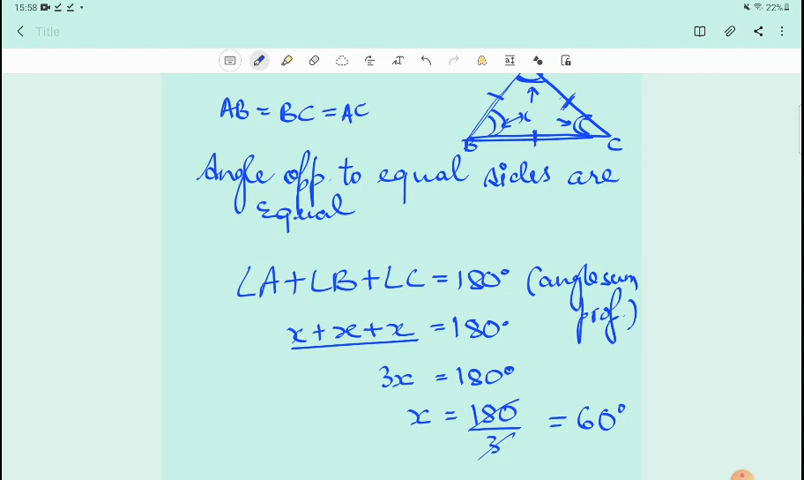 15:58
22%
Title
AB = BC = AC
x
B
C
Angle opp. to equal sides are
Equal
∠A+∠B+∠C = 180° (angle sum
prop.)
x + x + x = 180°
3x = 180°
x = 180/3 = 60°